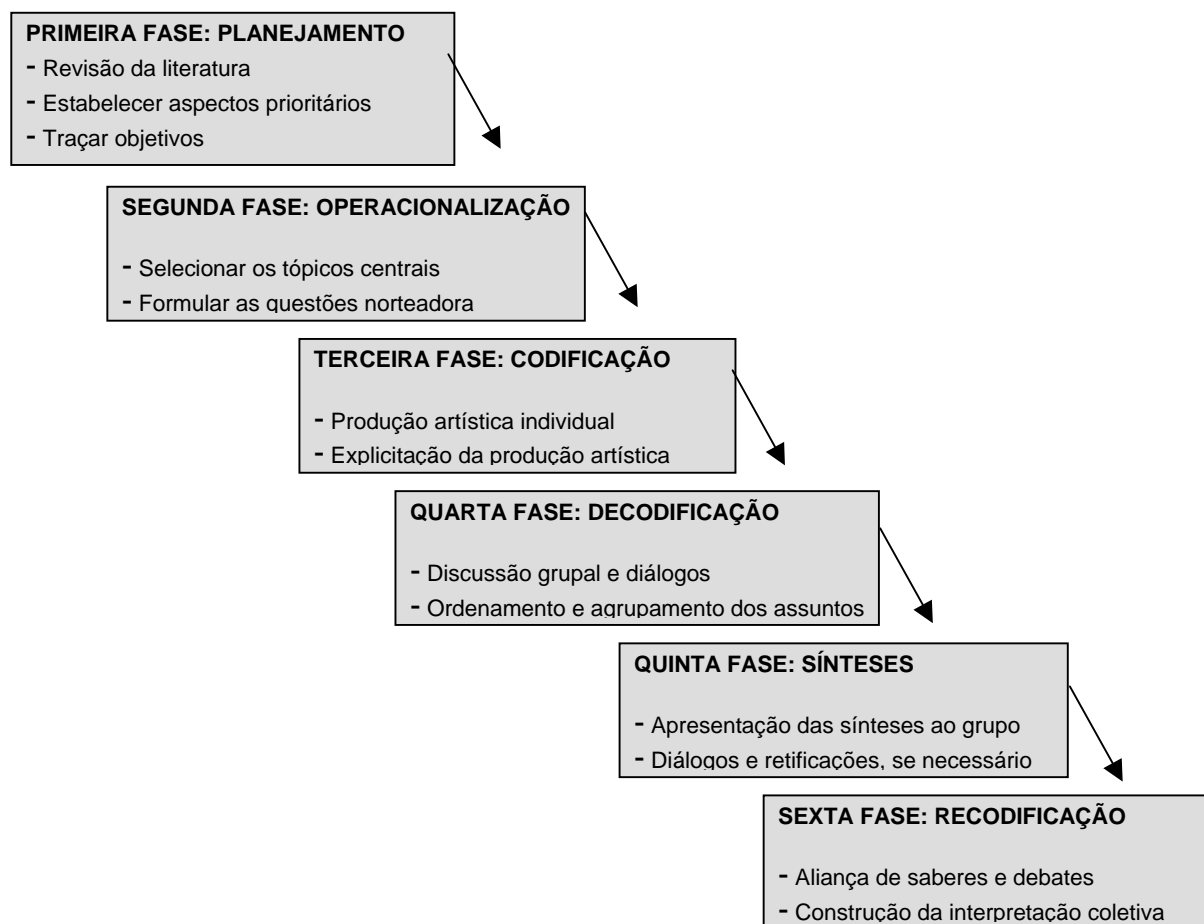 PRIMEIRA FASE: PLANEJAMENTO
- Revisão da literatura
- Estabelecer aspectos prioritários
- Traçar objetivos
SEGUNDA FASE: OPERACIONALIZAÇÃO
- Selecionar os tópicos centrais
- Formular as questões norteadora
TERCEIRA FASE: CODIFICAÇÃO
- Produção artística individual
- Explicitação da produção artística
QUARTA FASE: DECODIFICAÇÃO
- Discussão grupal e diálogos
- Ordenamento e agrupamento dos assuntos
QUINTA FASE: SÍNTESES
- Apresentação das sínteses ao grupo
- Diálogos e retificações, se necessário
SEXTA FASE: RECODIFICAÇÃO
- Aliança de saberes e debates
- Construção da interpretação coletiva